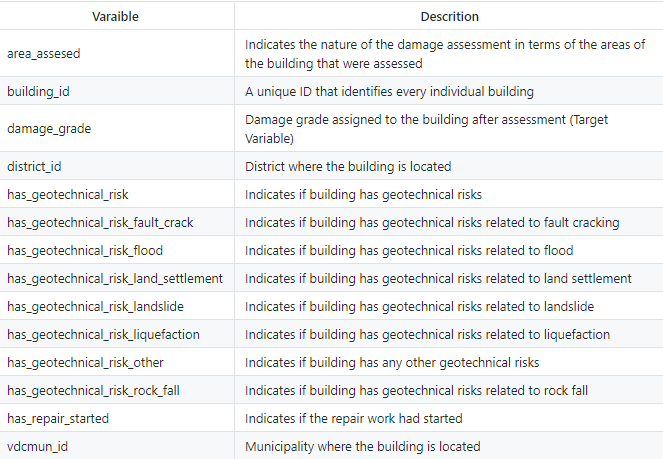 Varaible Descrition
area_assesed Indicates the nature of the damage assessment in terms of the areas of
the building that were assessed
building_id A unique ID that identifies every individual building
damage_grade Damage grade assigned to the building after assessment (Target
Variable)
district_id District where the building is located
has_geotechnical_risk Indicates if building has geotechnical risks
has_geotechnical_risk_fault_crack Indicates if building has geotechnical risks related to fault cracking
has_geotechnical_risk_flood Indicates if building has geotechnical risks related to flood
has_geotechnical_risk_land_settlement Indicates if building has geotechnical risks related to land settlement
has_geotechnical_risk_landslide Indicates if building has geotechnical risks related to landslide
has_geotechnical_risk_liquefaction Indicates if building has geotechnical risks related to liquefaction
has_geotechnical_risk_other Indicates if building has any other geotechnical risks
has_geotechnical_risk_rock_fall Indicates if building has geotechnical risks related to rock fall
has_repair_started Indicates if the repair work had started
vdcmun_id Municipality where the building is located